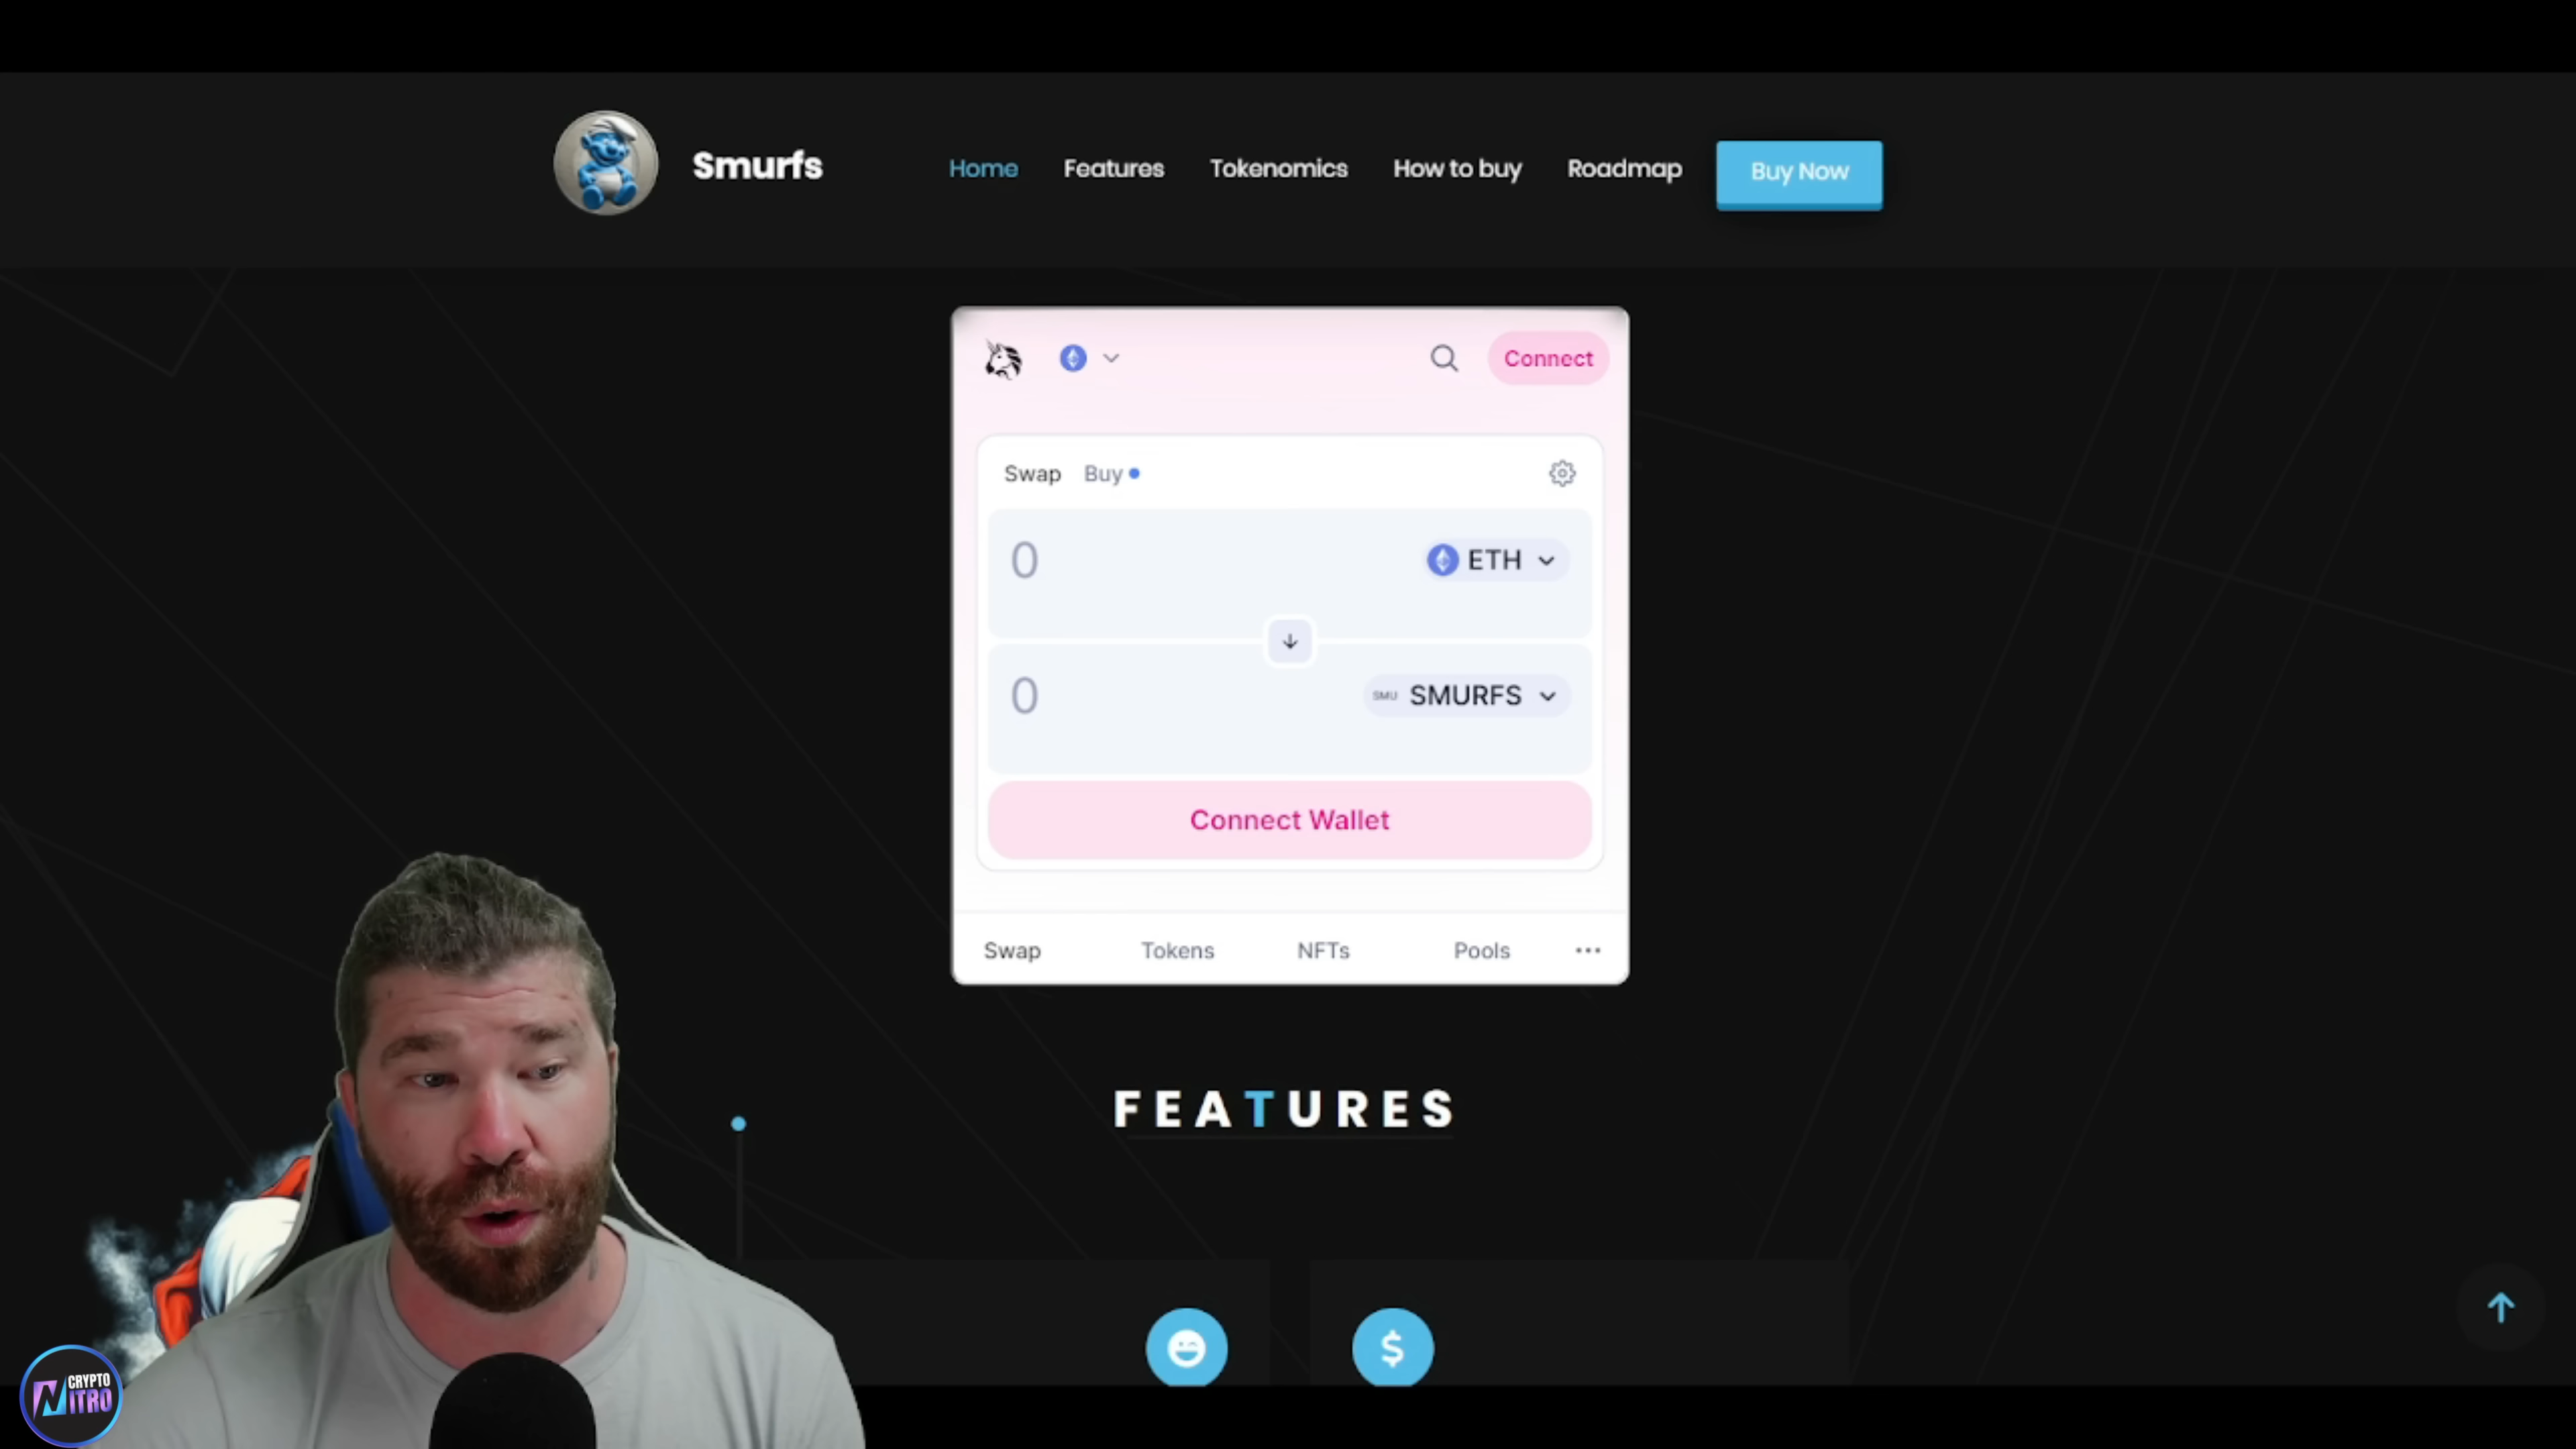 Smurfs
Home
Features
Tokenomics
How to buy
Roadmap
Buy Now
Connect
Swap
Buy
0
ETH
0
SMU
SMURFS
Connect Wallet
Swap
Tokens
NFTs
Pools
FEATURES
CRYPTO
NITRO